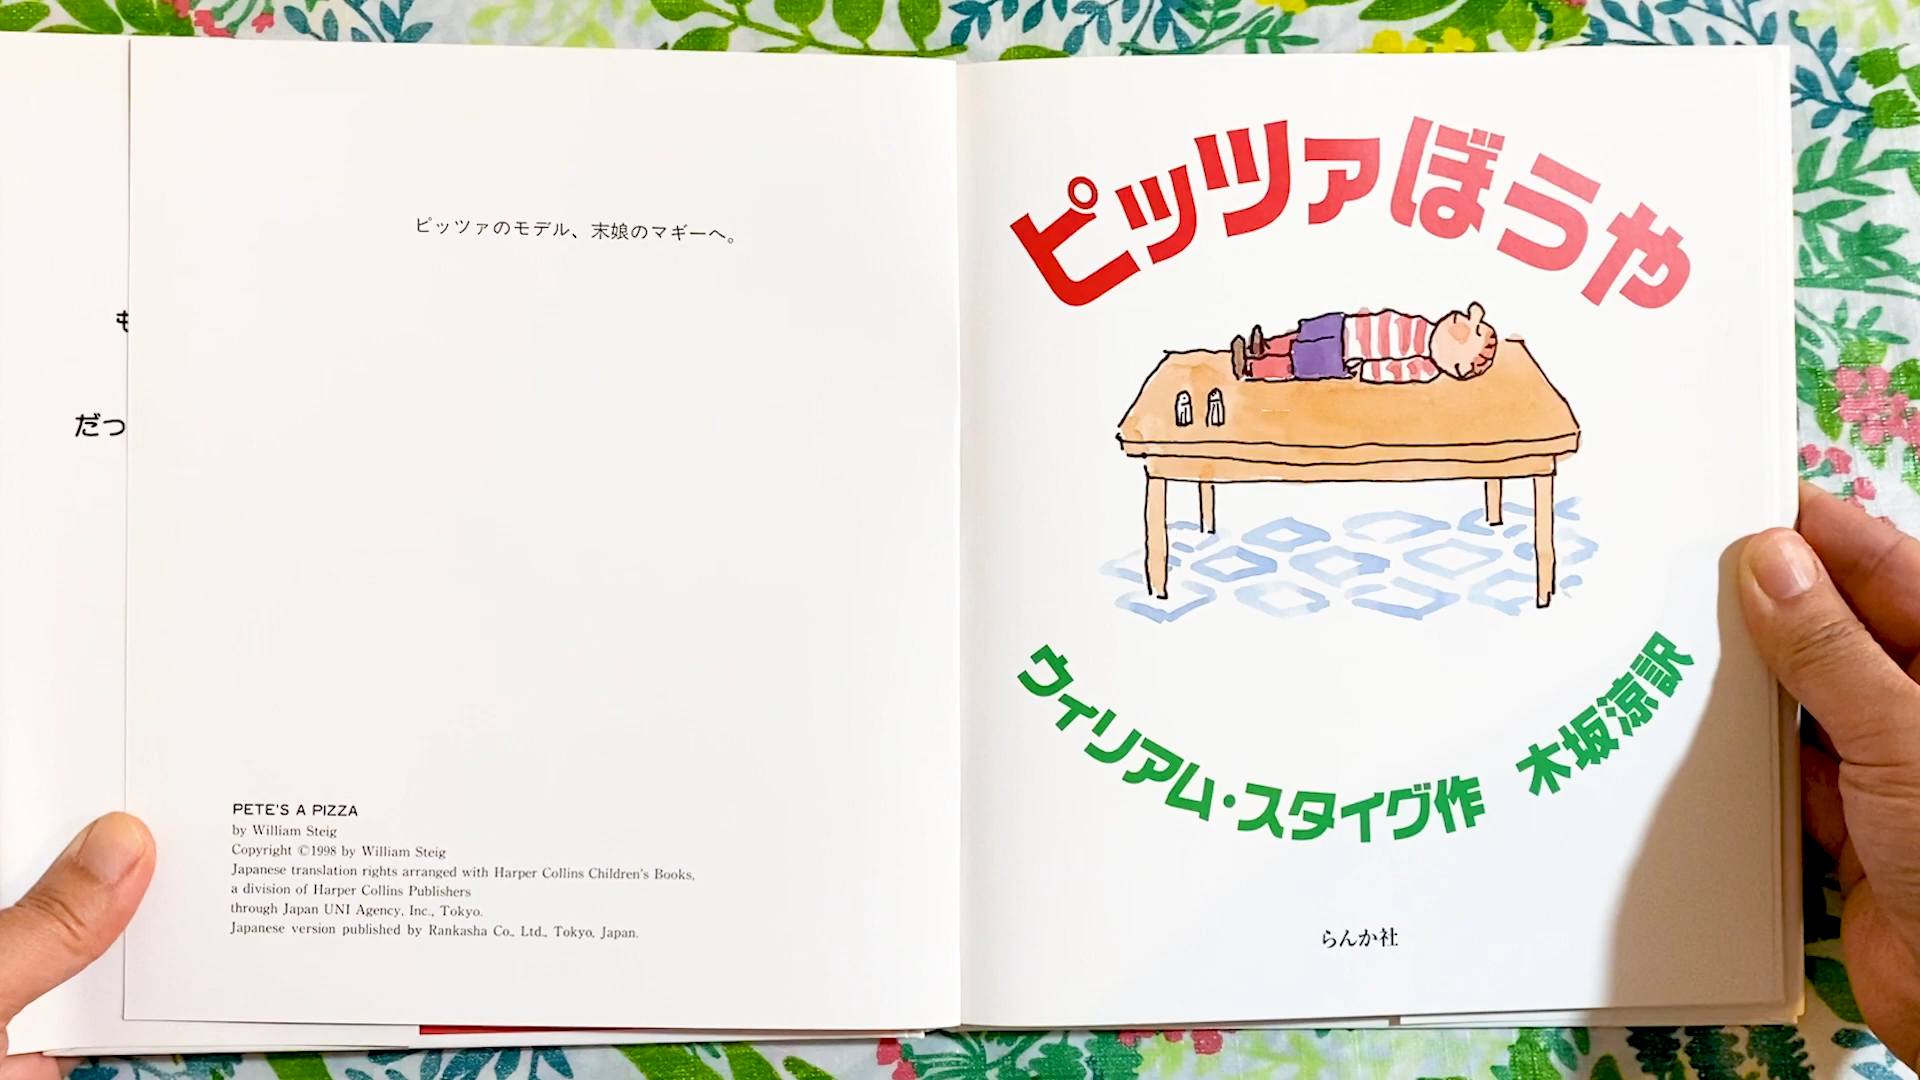 も
だっ
ピッツァのモデル、末娘のマギーへ。
PETE'S A PIZZA
by William Steig
Copyright ©1998 by William Steig
Japanese translation rights arranged with Harper Collins Children's Books,
a division of Harper Collins Publishers
through Japan UNI Agency, Inc., Tokyo.
Japanese version published by Rankasha Co., Ltd., Tokyo, Japan.
ピッツァぼうや
ウィリアム・スタイグ作 木坂涼訳
らんか社